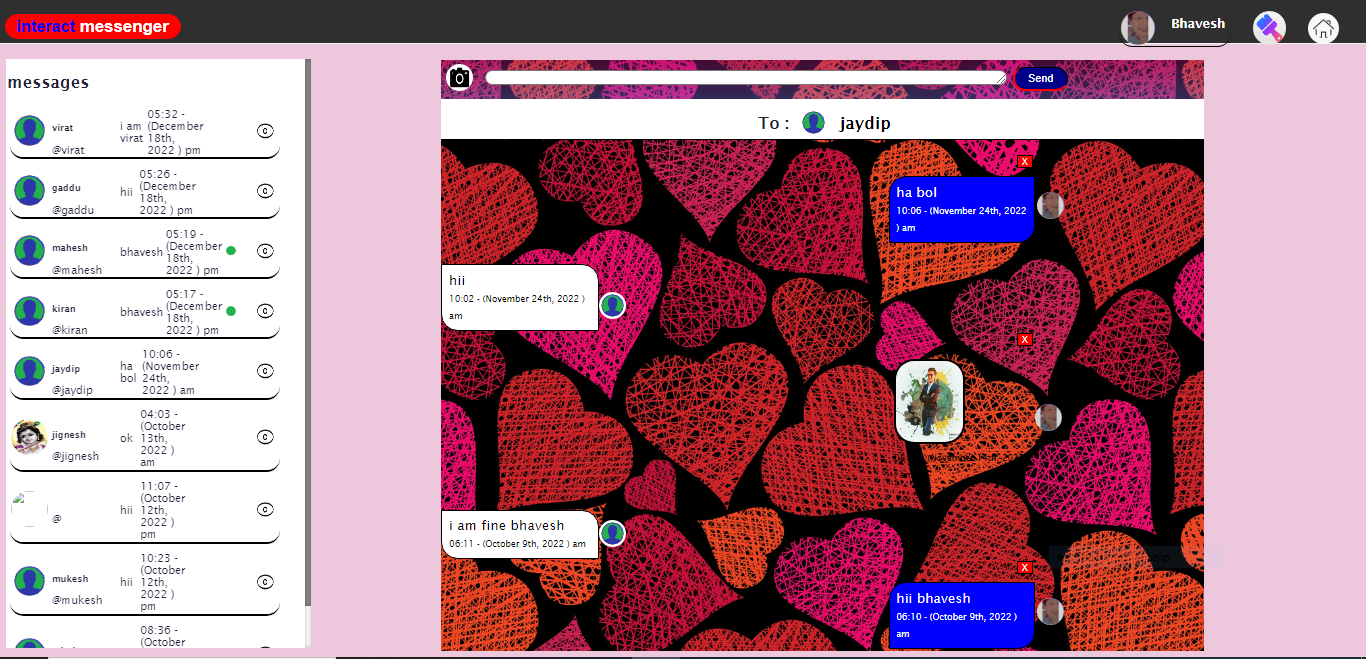 interact messenger
Bhavesh
messages
virat
@virat
i am
virat
05:32 -
(December
18th,
2022 ) pm
C
gaddu
@gaddu
hii
05:26 -
(December
18th,
2022 ) pm
C
mahesh
@mahesh
bhavesh
05:19 -
(December
18th,
2022 ) pm
C
kiran
@kiran
bhavesh
05:17 -
(December
18th,
2022 ) pm
C
jaydip
@jaydip
ha
bol
10:06 -
(November
24th,
2022 ) am
C
jignesh
@jignesh
ok
04:03 -
(October
13th,
2022 )
am
C
@
hii
11:07 -
(October
12th,
2022 )
pm
C
mukesh
@mukesh
hii
10:23 -
(October
12th,
2022 )
pm
C
08:36 -
(October
Send
To : jaydip
X
ha bol
10:06 - (November 24th, 2022
) am
hii
10:02 - (November 24th, 2022 )
am
X
i am fine bhavesh
06:11 - (October 9th, 2022 ) am
X
hii bhavesh
06:10 - (October 9th, 2022 )
am